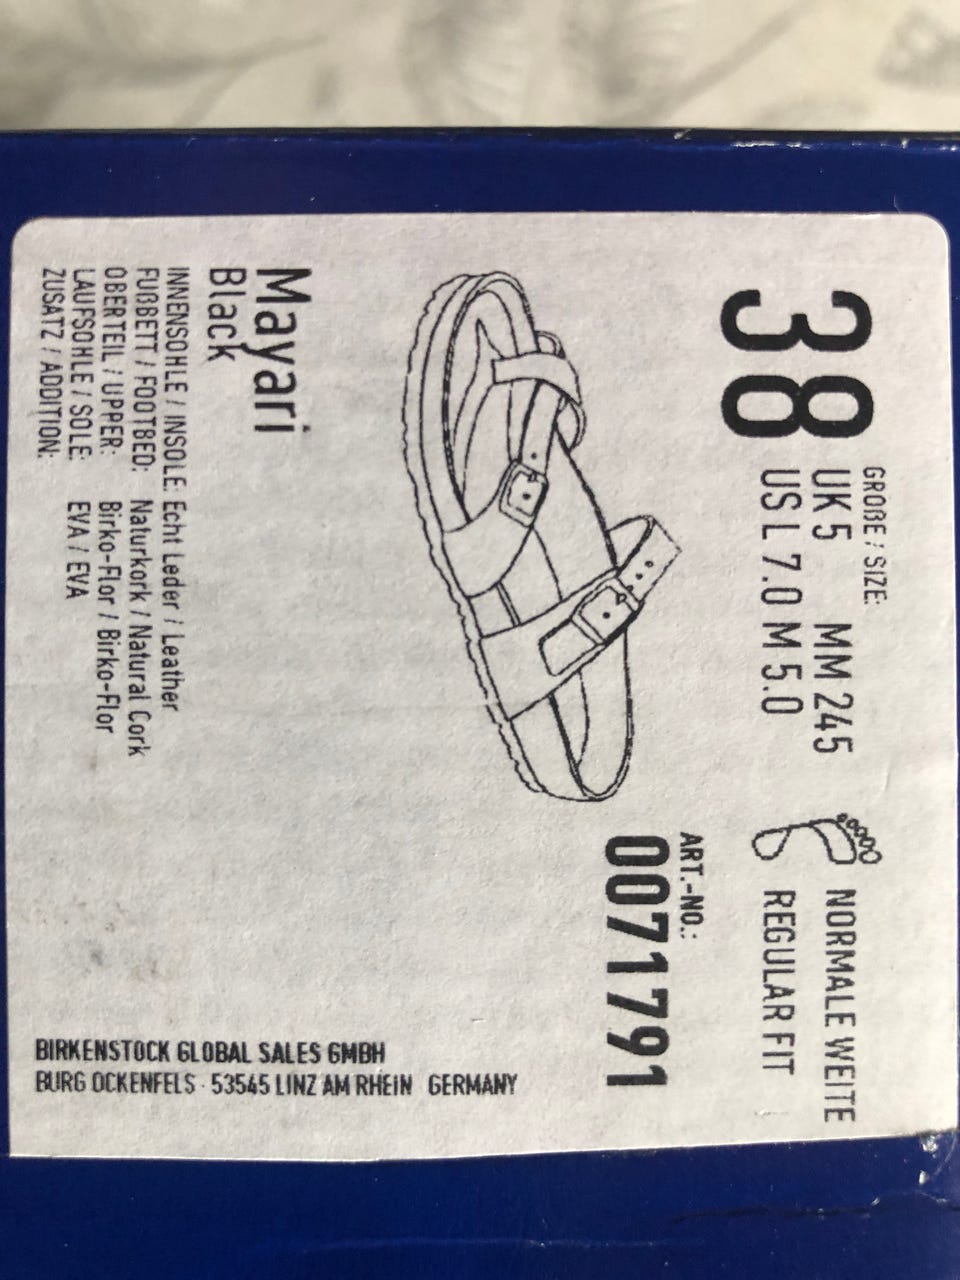 38
38
GRÖßE / SIZE:
UK 5 MM 245
US L 7.0 M 5.0
NORMALE WEITE
REGULAR FIT
ART.-NO.:
0071791
Mayari
Black
INNENSOHLE / INSOLE: Echt Leder / Leather
FUßBETT / FOOTBED: Naturkork / Natural Cork
OBERTEIL / UPPER: Birko-Flor / Birko-Flor
LAUFSOHLE / SOLE: EVA / EVA
ZUSATZ / ADDITION:
BIRKENSTOCK GLOBAL SALES GMBH
BURG OCKENFELS · 53545 LINZ AM RHEIN GERMANY